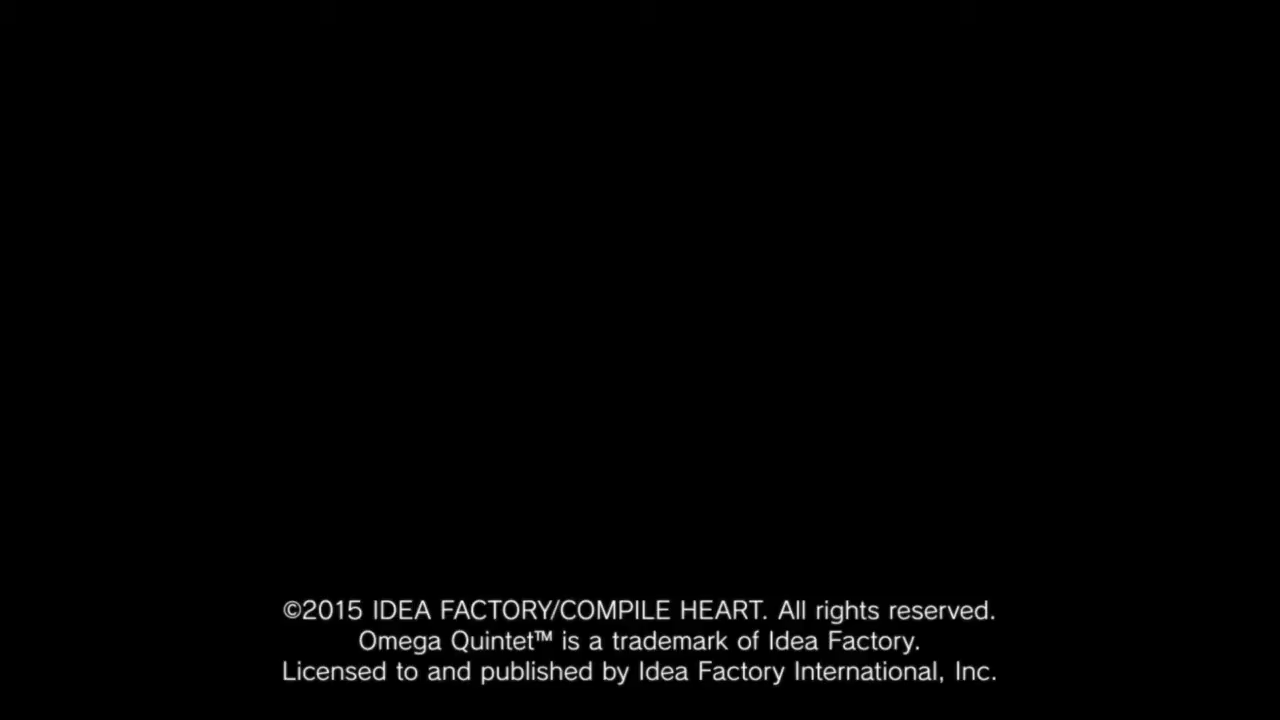 ©2015 IDEA FACTORY/COMPILE HEART. All rights reserved.
Omega Quintet™ is a trademark of Idea Factory.
Licensed to and published by Idea Factory International, Inc.